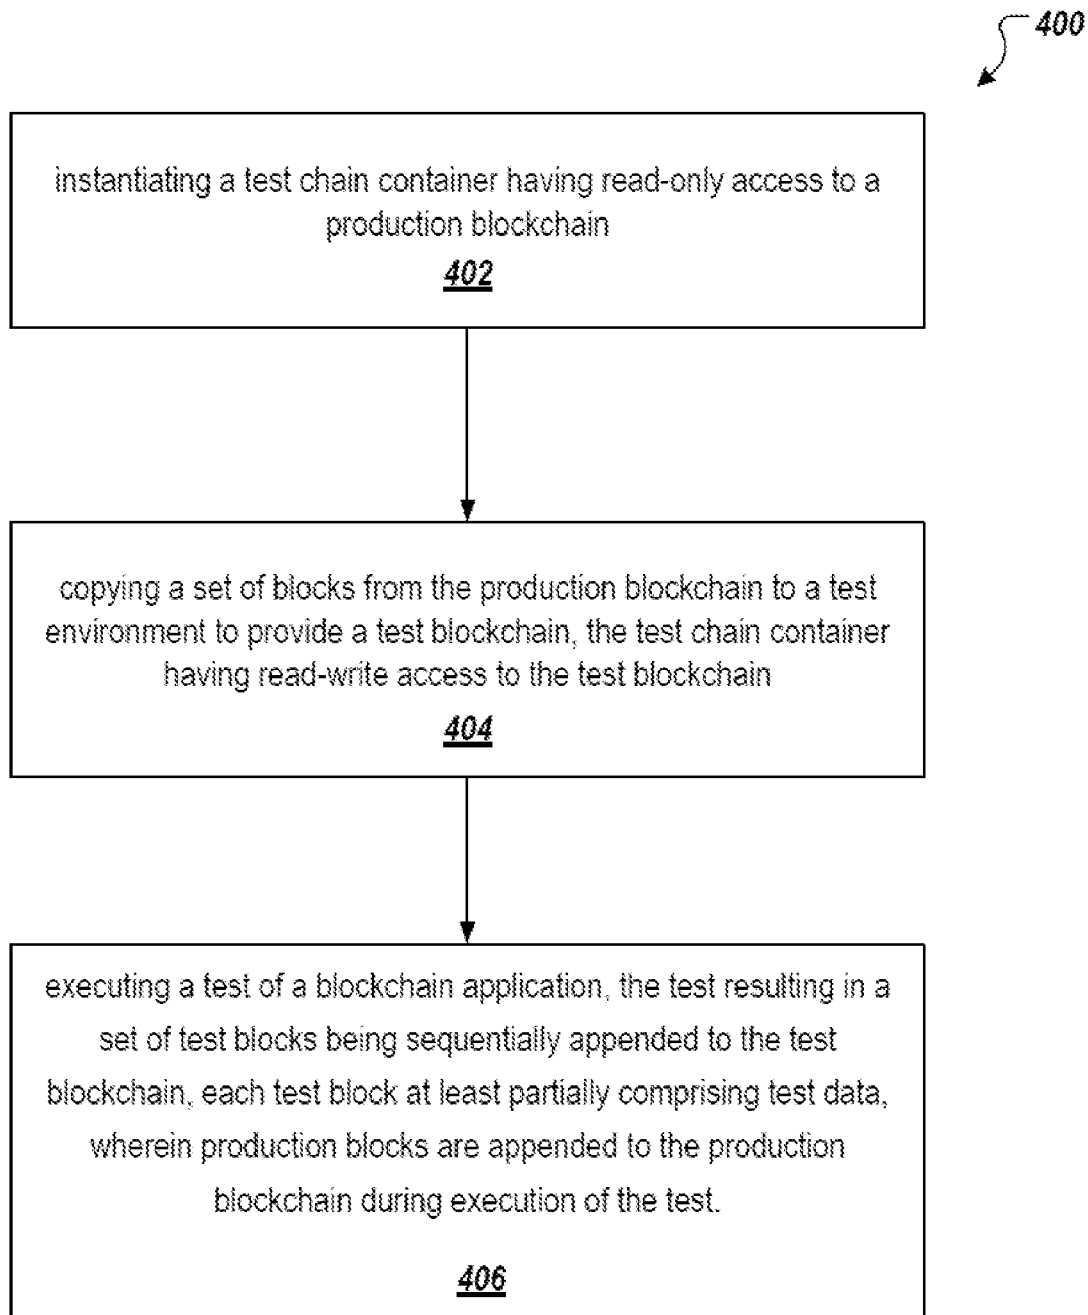 400
instantiating a test chain container having read-only access to a
production blockchain
402
copying a set of blocks from the production blockchain to a test
environment to provide a test blockchain, the test chain container
having read-write access to the test blockchain
404
executing a test of a blockchain application, the test resulting in a
set of test blocks being sequentially appended to the test
blockchain, each test block at least partially comprising test data,
wherein production blocks are appended to the production
blockchain during execution of the test.
406